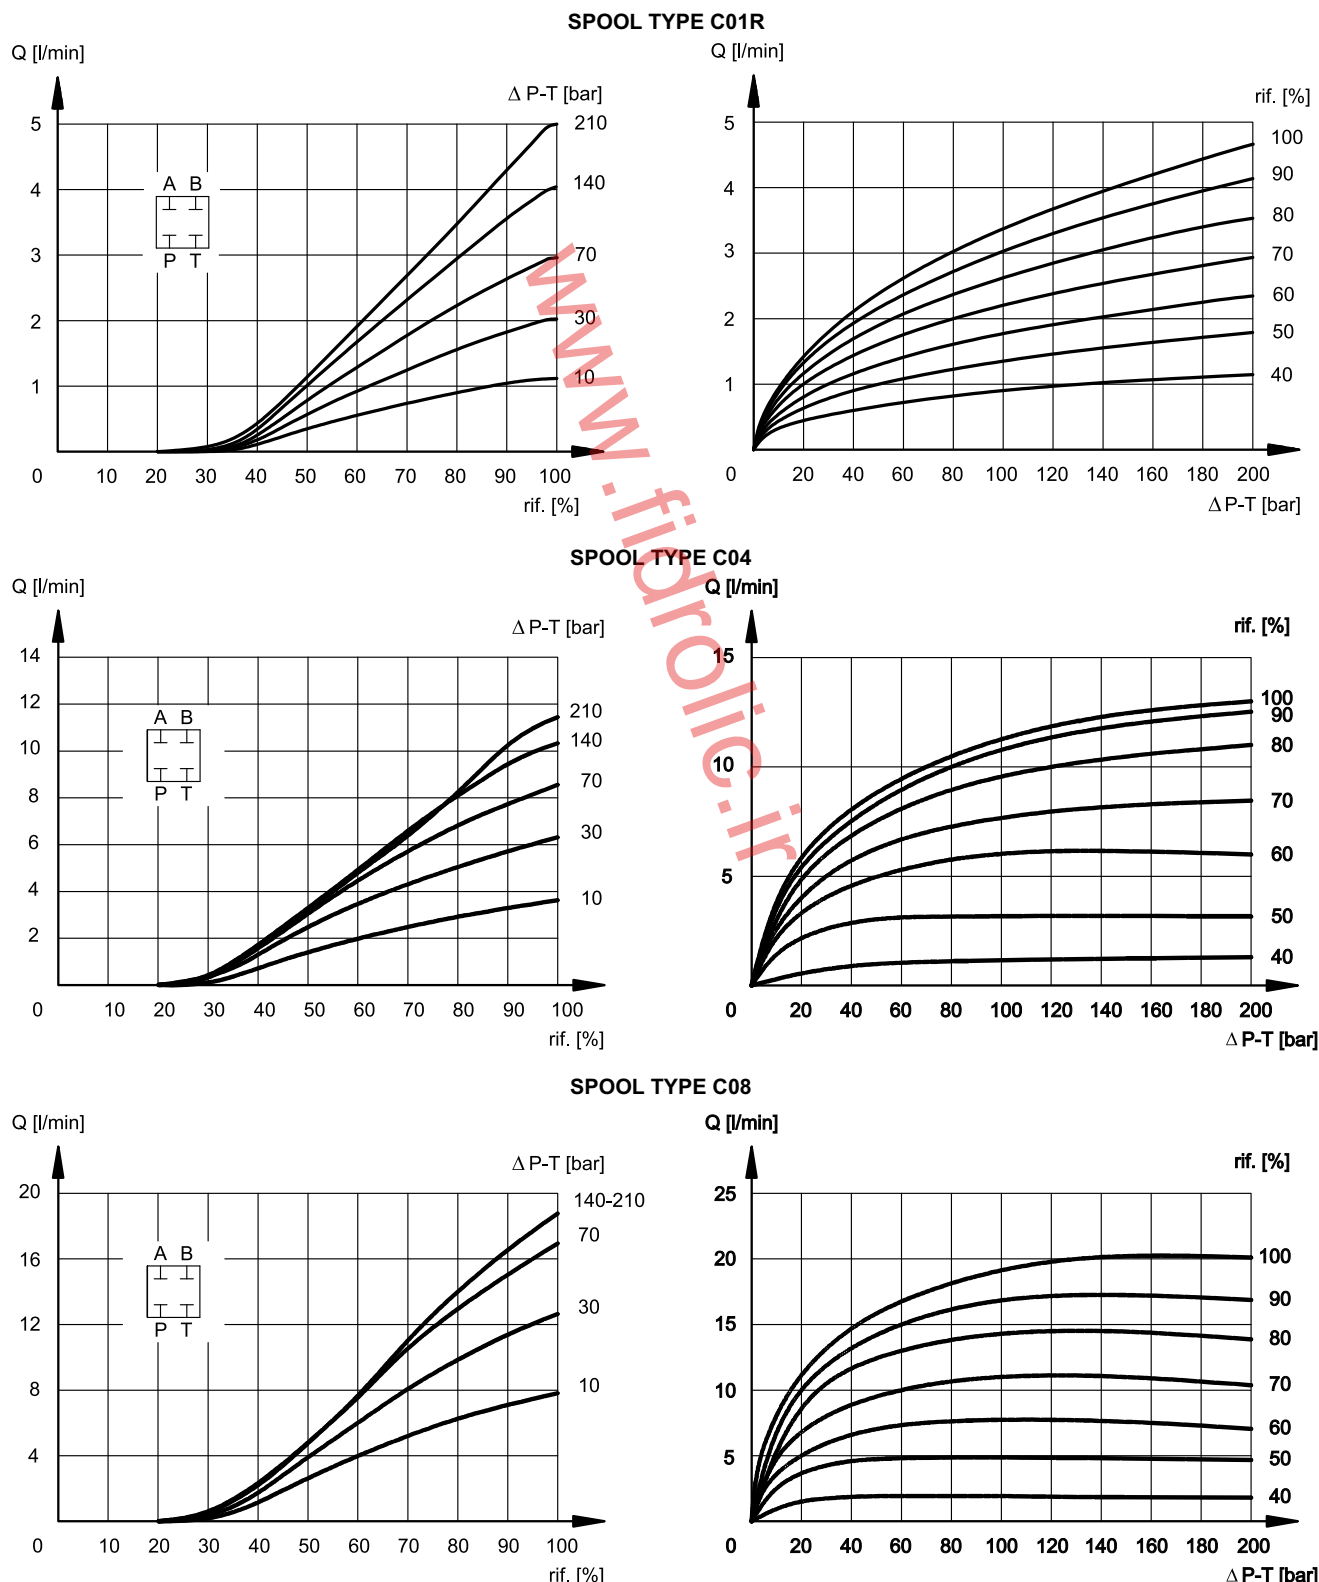 SPOOL TYPE C01R
Q [l/min]
Δ P-T [bar]
5
4
3
2
1
0
210
140
70
30
10
A B
P T
10 20 30 40 50 60 70 80 90 100
rif. [%]
Q [l/min]
rif. [%]
5
4
3
2
1
0
100
90
80
70
60
50
40
20 40 60 80 100 120 140 160 180 200
Δ P-T [bar]
www.fidrolic.ir
SPOOL TYPE C04
Q [l/min]
Δ P-T [bar]
14
12
10
8
6
4
2
0
210
140
70
30
10
A B
P T
10 20 30 40 50 60 70 80 90 100
rif. [%]
Q [l/min]
rif. [%]
15
10
5
0
100
90
80
70
60
50
40
20 40 60 80 100 120 140 160 180 200
Δ P-T [bar]
SPOOL TYPE C08
Q [l/min]
Δ P-T [bar]
20
16
12
8
4
0
140-210
70
30
10
A B
P T
10 20 30 40 50 60 70 80 90 100
rif. [%]
Q [l/min]
rif. [%]
25
20
15
10
5
0
100
90
80
70
60
50
40
20 40 60 80 100 120 140 160 180 200
Δ P-T [bar]